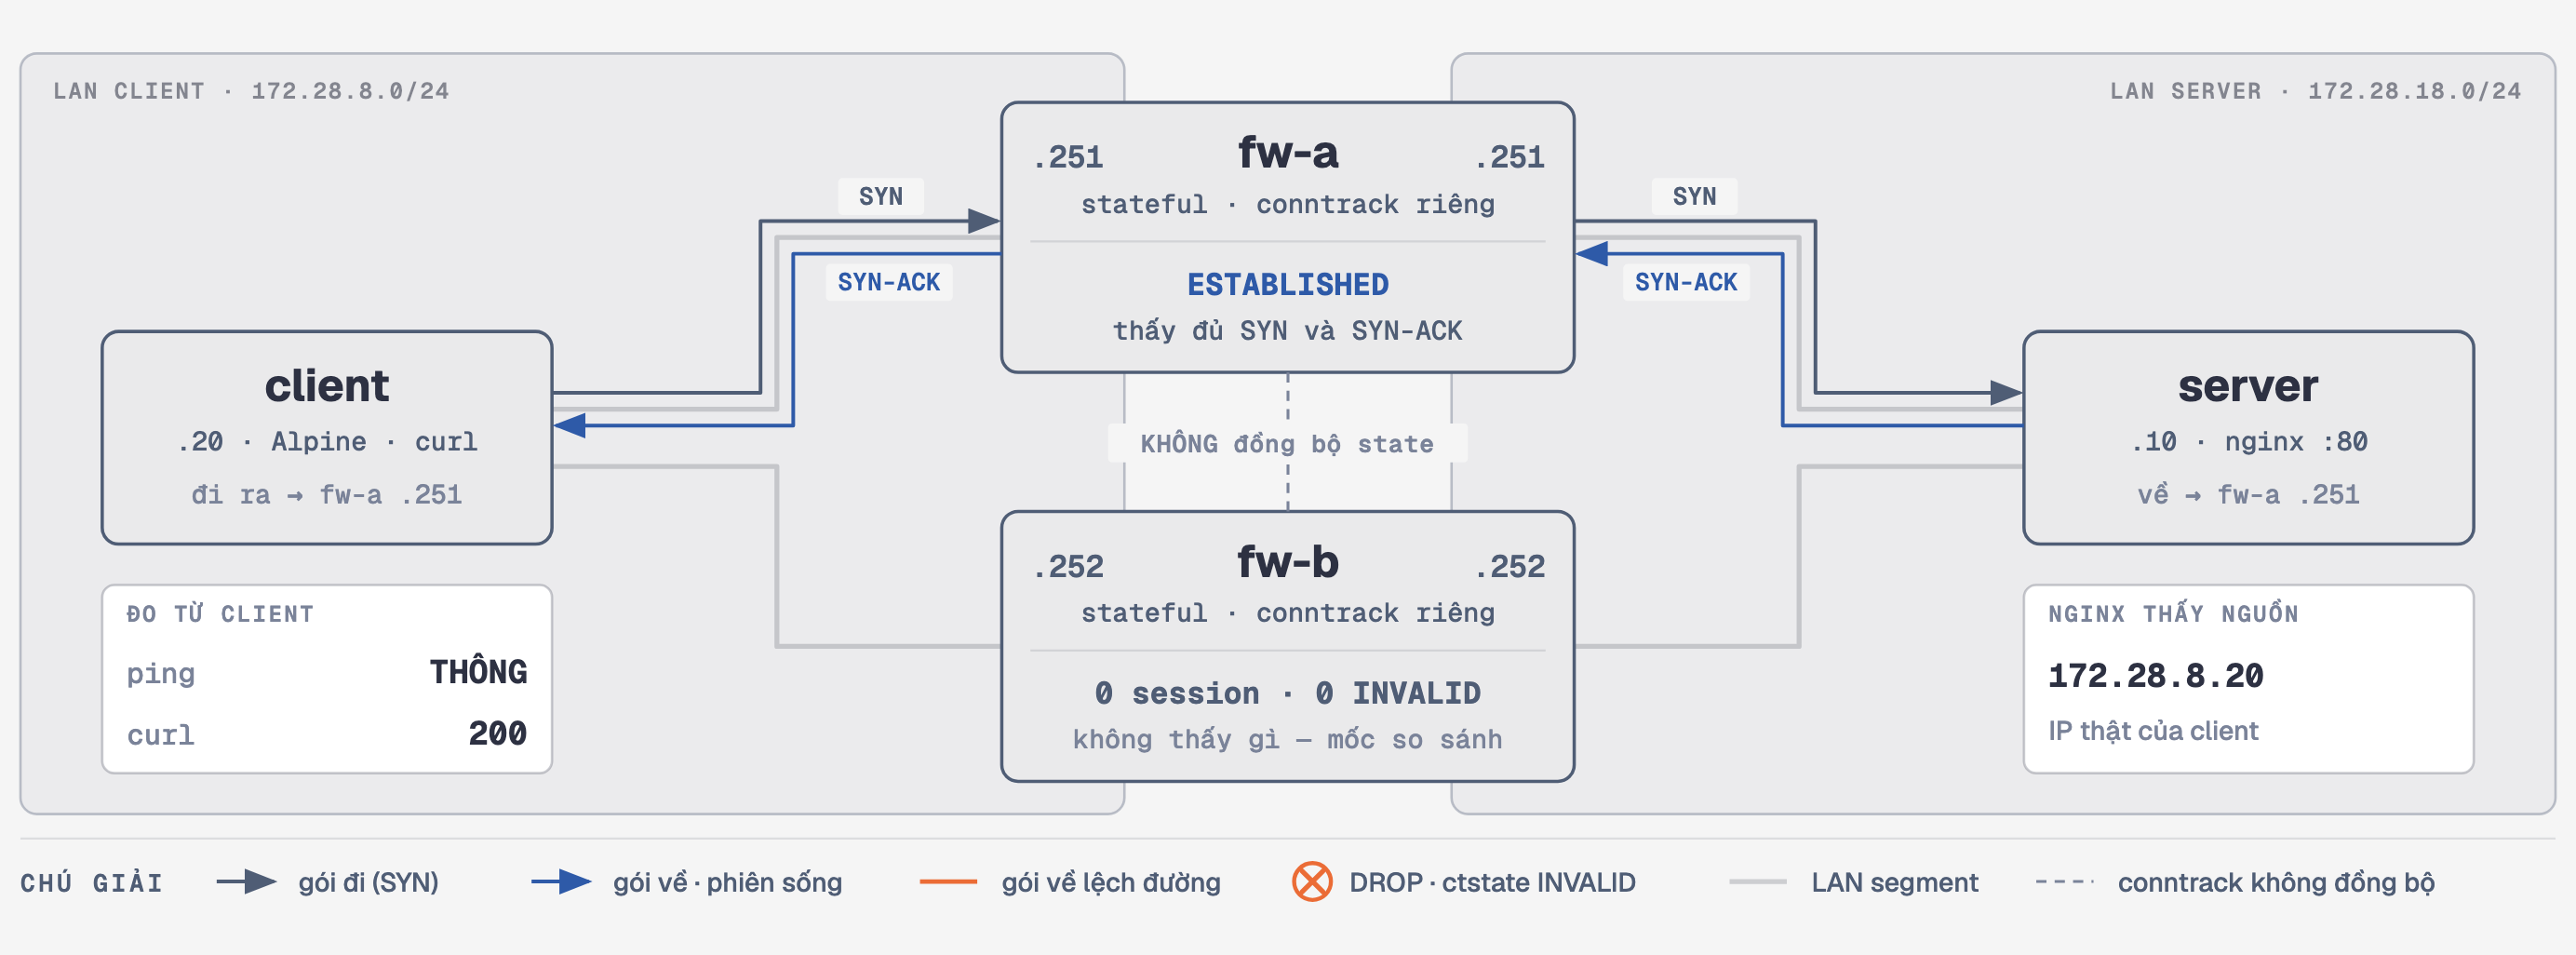 LAN CLIENT · 172.28.8.0/24
LAN SERVER · 172.28.18.0/24
.251 fw-a .251
stateful · conntrack riêng
ESTABLISHED
thấy đủ SYN và SYN-ACK
SYN
SYN-ACK
SYN
SYN-ACK
client
.20 · Alpine · curl
đi ra → fw-a .251
server
.10 · nginx :80
về → fw-a .251
KHÔNG đồng bộ state
.252 fw-b .252
stateful · conntrack riêng
0 session · 0 INVALID
không thấy gì — mốc so sánh
ĐO TỪ CLIENT
ping THÔNG
curl 200
NGINX THẤY NGUỒN
172.28.8.20
IP thật của client
CHÚ GIẢI
gói đi (SYN)
gói về · phiên sống
gói về lệch đường
DROP · ctstate INVALID
LAN segment
conntrack không đồng bộ